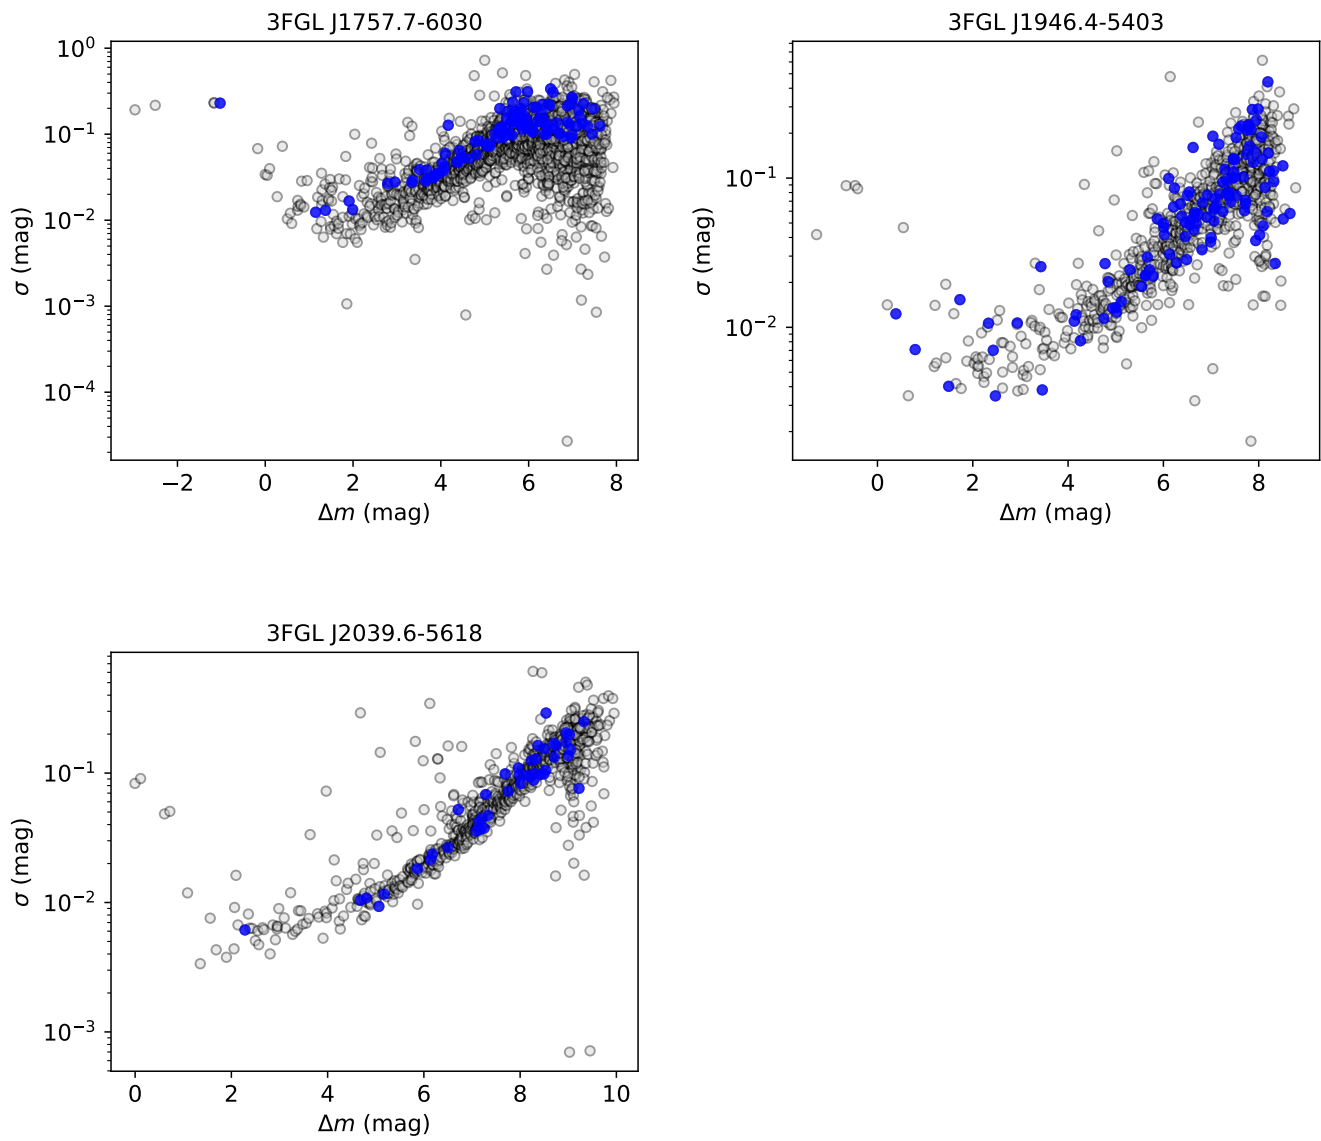 3FGL J1757.7-6030
10⁰
10⁻¹
10⁻²
10⁻³
10⁻⁴
σ (mag)
−2 0 2 4 6 8
Δm (mag)
3FGL J1946.4-5403
10⁻¹
10⁻²
σ (mag)
0 2 4 6 8
Δm (mag)
3FGL J2039.6-5618
10⁻¹
10⁻²
10⁻³
σ (mag)
0 2 4 6 8 10
Δm (mag)